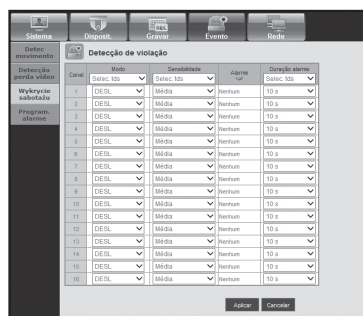 Sistema Disposit. Gravar Evento Rede
Detec movimento
Detecção perda vídeo
Wykrycie sabotażu
Program. alarme
Detecção de violação
Canal Modo Sensibilidade Alarme Duração alarme
Selec. tds Selec. tds Selec. tds
1 DESL Média Nenhum 10 s
2 DESL Média Nenhum 10 s
3 DESL Média Nenhum 10 s
4 DESL Média Nenhum 10 s
5 DESL Média Nenhum 10 s
6 DESL Média Nenhum 10 s
7 DESL Média Nenhum 10 s
8 DESL Média Nenhum 10 s
9 DESL Média Nenhum 10 s
10 DESL Média Nenhum 10 s
11 DESL Média Nenhum 10 s
12 DESL Média Nenhum 10 s
13 DESL Média Nenhum 10 s
14 DESL Média Nenhum 10 s
15 DESL Média Nenhum 10 s
16 DESL Média Nenhum 10 s
Aplicar Cancelar